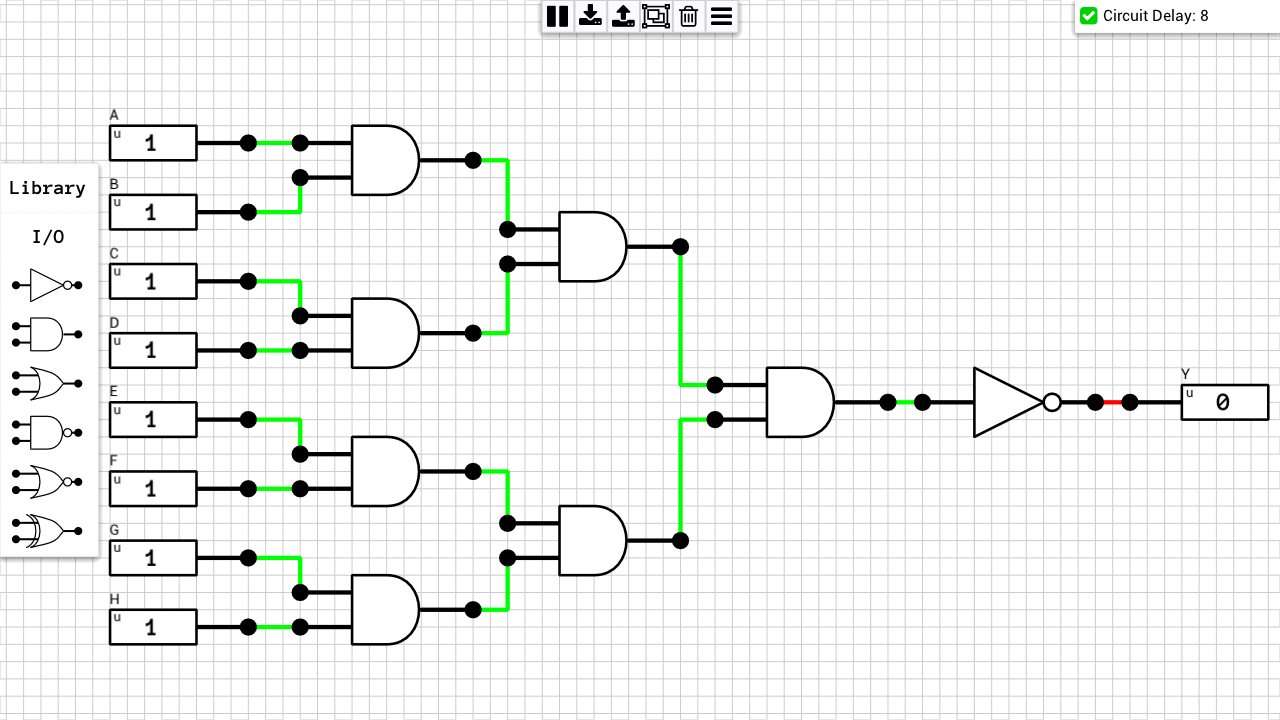 Circuit Delay: 8
Library
I/O
A
u 1
B
u 1
C
u 1
D
u 1
E
u 1
F
u 1
G
u 1
H
u 1
Y
u 0